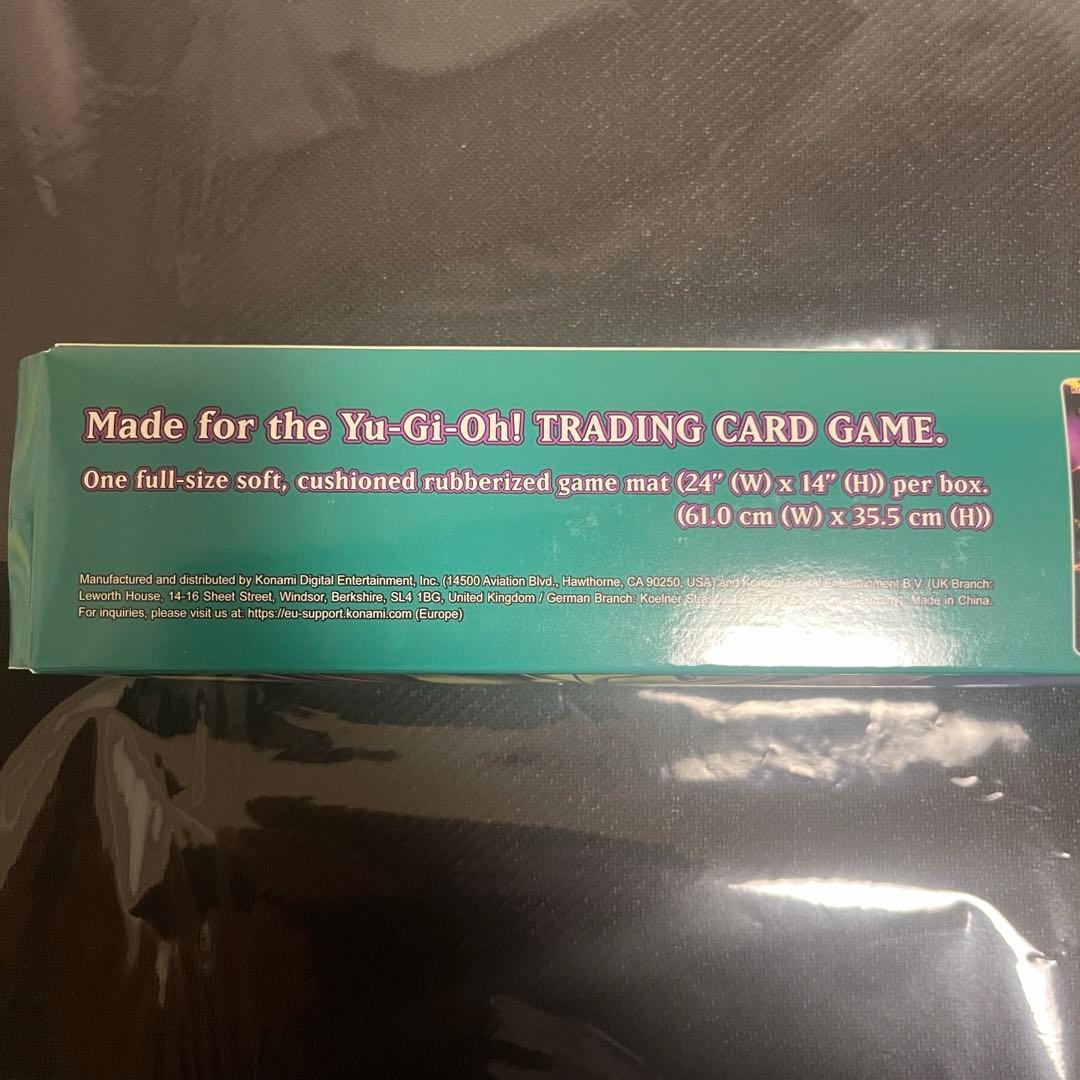 Made for the Yu-Gi-Oh! TRADING CARD GAME.
One full-size soft, cushioned rubberized game mat (24″ (W) x 14″ (H)) per box.
(61.0 cm (W) x 35.5 cm (H))
Manufactured and distributed by Konami Digital Entertainment, Inc. (14500 Aviation Blvd., Hawthorne, CA 90250, USA) and Konami Digital Entertainment B.V. (UK Branch:
Leworth House, 14-16 Sheet Street, Windsor, Berkshire, SL4 1BG, United Kingdom / German Branch: Koelner Strasse Made in China.
For inquiries, please visit us at: https://eu-support.konami.com (Europe)